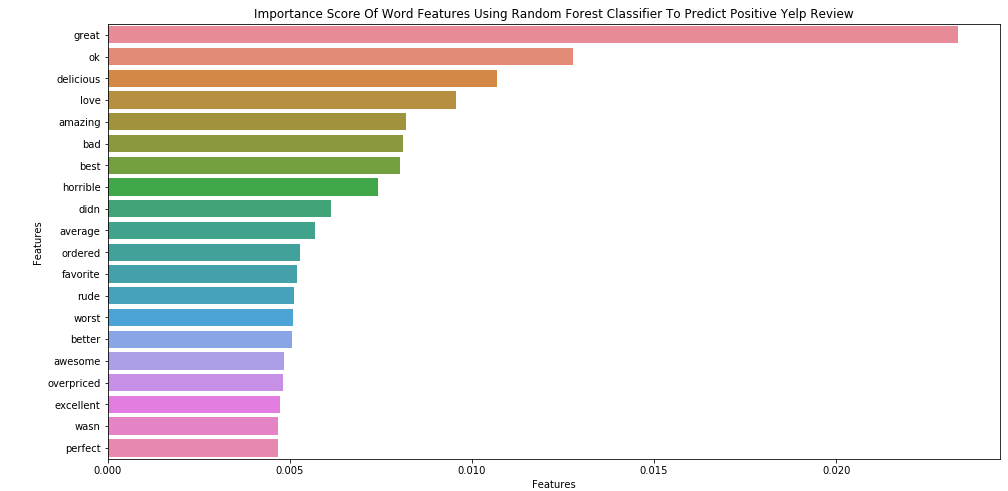 Importance Score Of Word Features Using Random Forest Classifier To Predict Positive Yelp Review
great
ok
delicious
love
amazing
bad
best
horrible
didn
average
ordered
favorite
rude
worst
better
awesome
overpriced
excellent
wasn
perfect
Features
0.000 0.005 0.010 0.015 0.020
Features